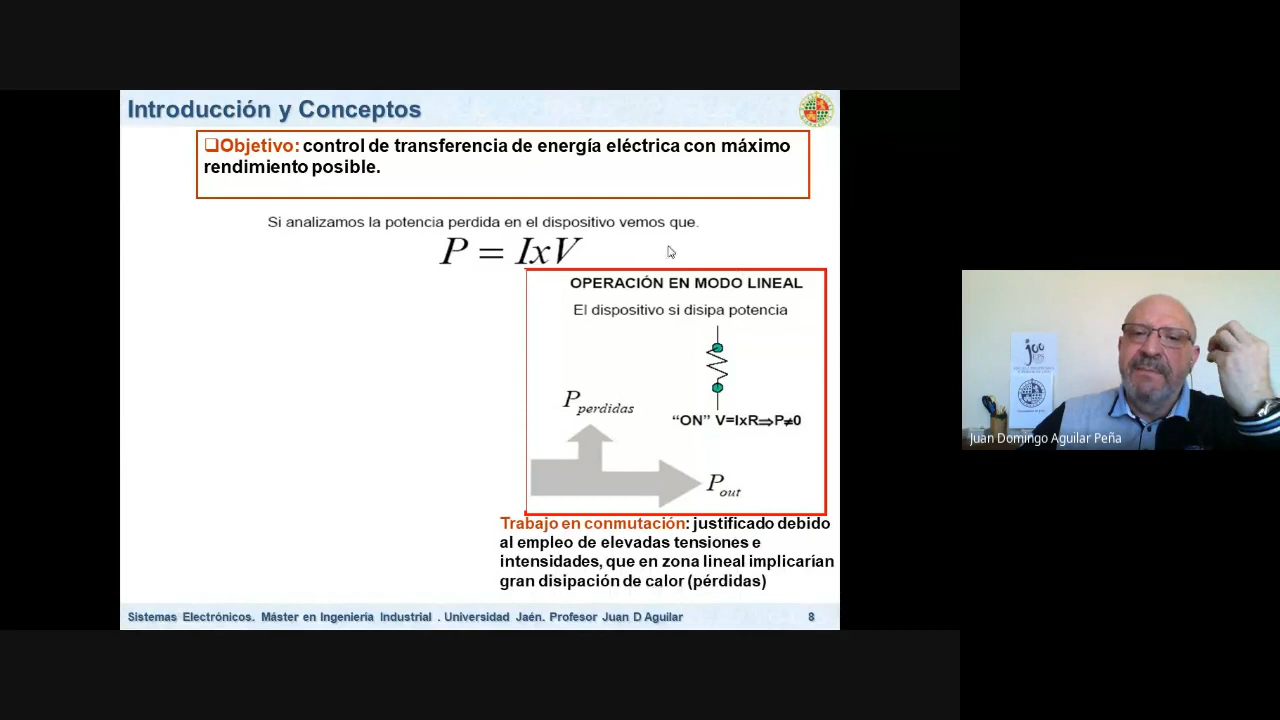 Introducción y Conceptos
❑Objetivo: control de transferencia de energía eléctrica con máximo
rendimiento posible.
Si analizamos la potencia perdida en el dispositivo vemos que.
P = IxV
OPERACIÓN EN MODO LINEAL
El dispositivo si disipa potencia
P perdidas
“ON” V=IxR⇒P≠0
P out
Trabajo en conmutación: justificado debido
al empleo de elevadas tensiones e
intensidades, que en zona lineal implicarían
gran disipación de calor (pérdidas)
Sistemas Electrónicos. Máster en Ingeniería Industrial . Universidad Jaén. Profesor Juan D Aguilar
8
Juan Domingo Aguilar Peña